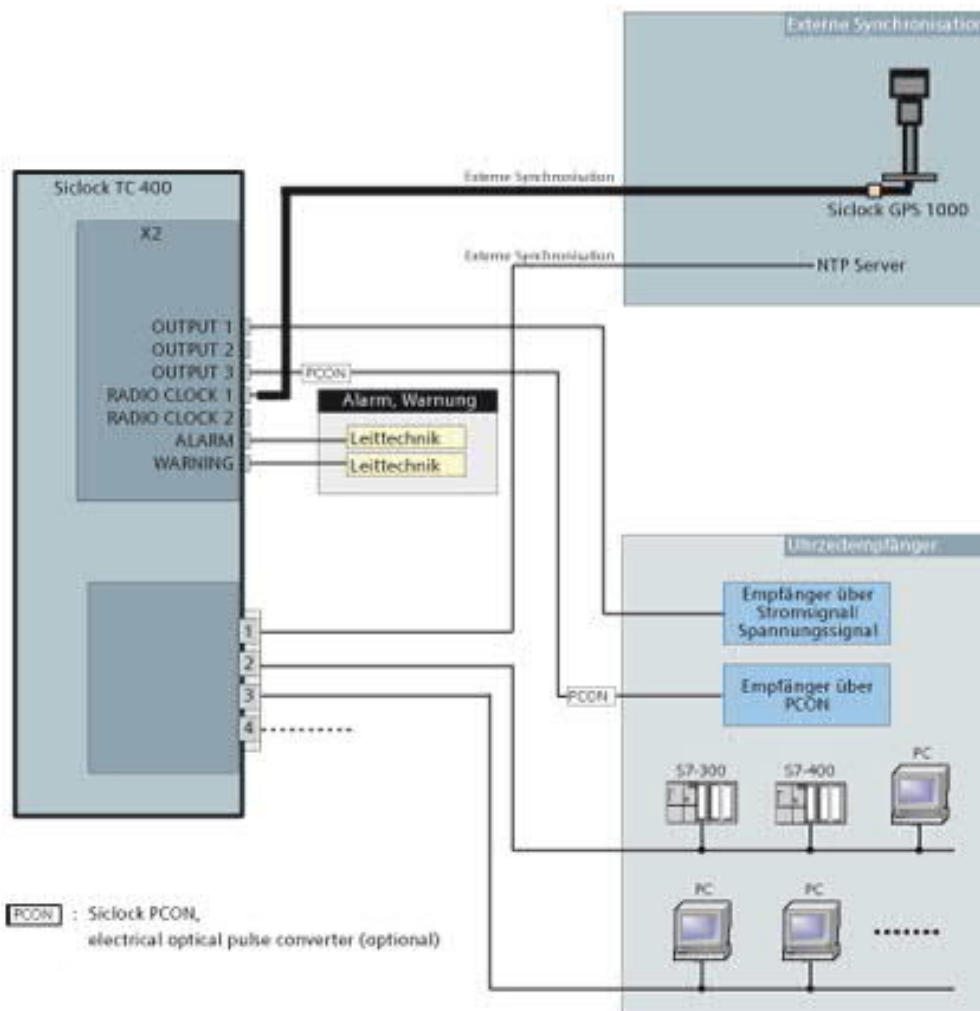 Externe Synchronisation
Siclock TC 400
X2
Externe Synchronisation
Siclock GPS 1000
Externe Synchronisation
NTP Server
OUTPUT 1
OUTPUT 2
OUTPUT 3
PCON
RADIO CLOCK 1
RADIO CLOCK 2
ALARM
WARNING
Alarm, Warnung
Leittechnik
Leittechnik
Uhrzedempfänger
Empfänger über
Stromsignal/
Spannungssignal
1
2
3
4
PCON
Empfänger über
PCON
S7-300
S7-400
PC
PC
PC
PCON : Siclock PCON,
electrical optical pulse converter (optional)